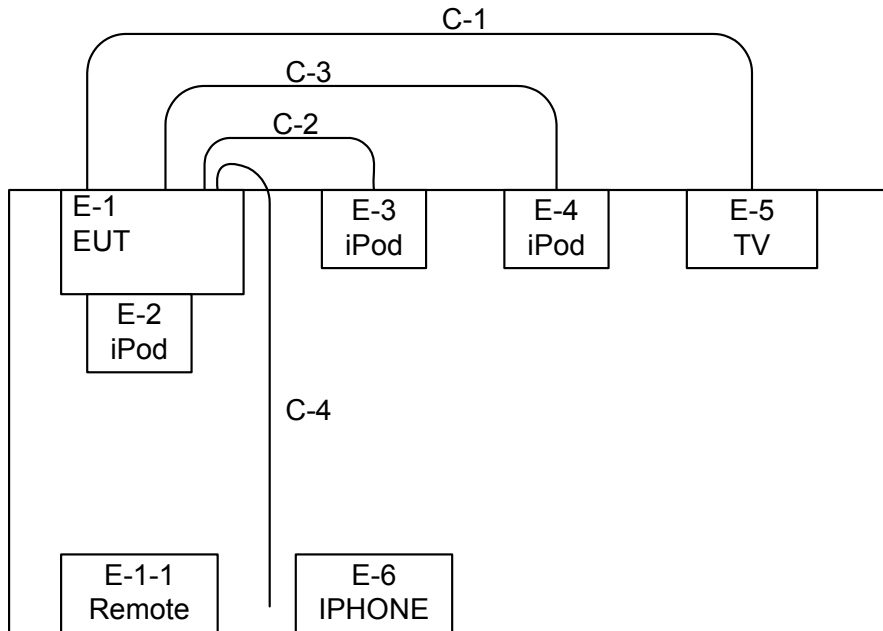 C-1
C-3
C-2
E-1
EUT
E-3
iPod
E-4
iPod
E-5
TV
E-2
iPod
C-4
E-1-1
Remote
E-6
IPHONE